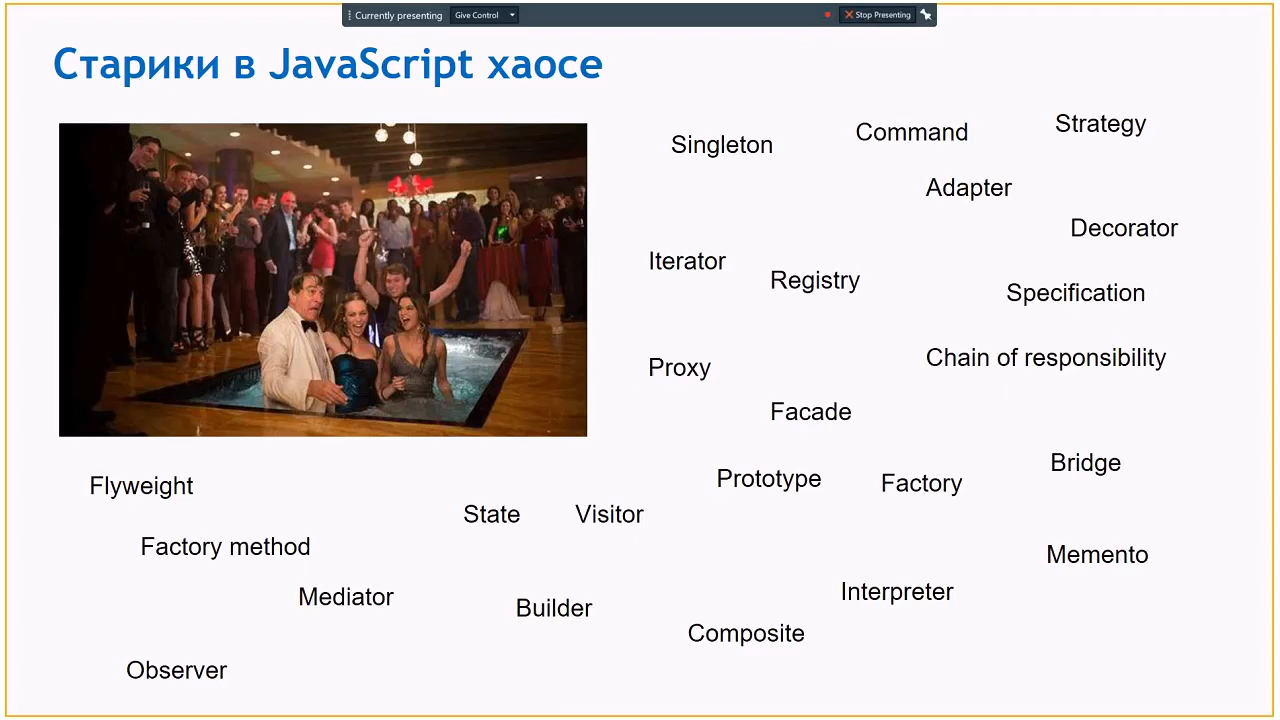 Currently presenting
Give Control
Stop Presenting
Старики в JavaScript хаосе
Singleton
Command
Strategy
Adapter
Decorator
Iterator
Registry
Specification
Proxy
Chain of responsibility
Facade
Bridge
Prototype
Factory
Flyweight
State
Visitor
Factory method
Memento
Mediator
Interpreter
Builder
Composite
Observer